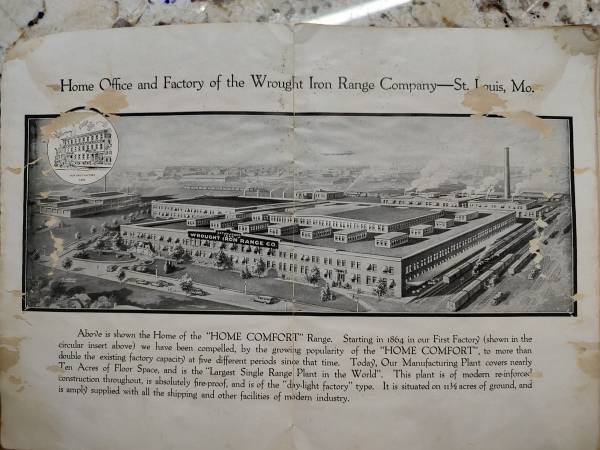 Home Office and Factory of the Wrought Iron Range Company—St. Louis, Mo.
OUR FIRST FACTORY
WROUGHT IRON RANGE CO.
Above is shown the Home of the "HOME COMFORT" Range. Starting in 1864 in our First Factory (shown in the
circular insert above) we have been compelled, by the growing popularity of the "HOME COMFORT", to more than
double the existing factory capacity at five different periods since that time. Today, Our Manufacturing Plant covers nearly
Ten Acres of Floor Space, and is the "Largest Single Range Plant in the World". This plant is of modern re-inforced
construction throughout, is absolutely fire-proof, and is of the "day-light factory" type. It is situated on 11½ acres of ground, and
is amply supplied with all the shipping and other facilities of modern industry.